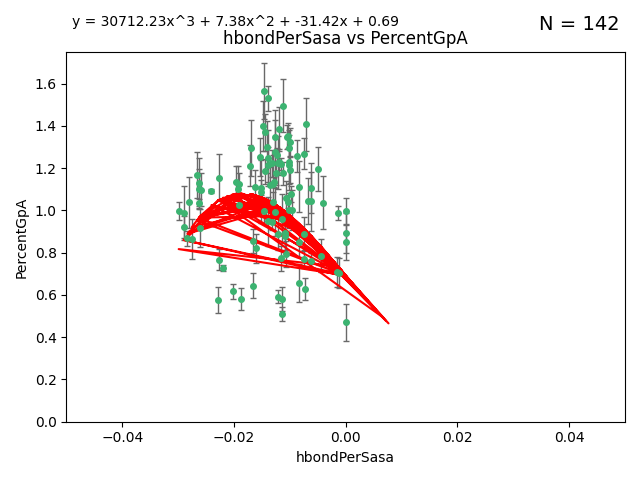 y = 30712.23x^3 + 7.38x^2 + -31.42x + 0.69
N = 142
hbondPerSasa vs PercentGpA
PercentGpA
1.6
1.4
1.2
1.0
0.8
0.6
0.4
0.2
0.0
−0.04 −0.02 0.00 0.02 0.04
hbondPerSasa